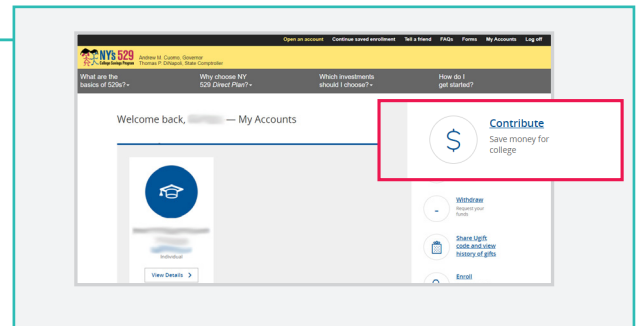 Open an account Continue saved enrollment Tell a friend FAQs Forms My Accounts Log off
NY's 529
College Savings Program
Andrew M. Cuomo, Governor
Thomas P. DiNapoli, State Comptroller
What are the
basics of 529s?
Why choose NY
529 Direct Plan?
Which investments
should I choose?
How do I
get started?
Welcome back, — My Accounts
Contribute
Save money for
college
$
Individual
View Details >
Withdraw
Request your
funds
Share Ugift
code and view
history of gifts
Enroll